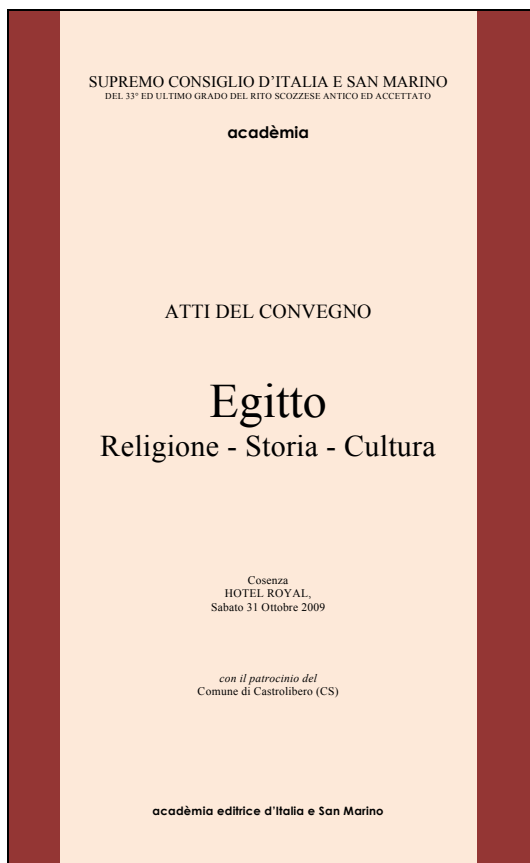 SUPREMO CONSIGLIO D'ITALIA E SAN MARINO
DEL 33° ED ULTIMO GRADO DEL RITO SCOZZESE ANTICO ED ACCETTATO
acadèmia
ATTI DEL CONVEGNO
Egitto
Religione - Storia - Cultura
Cosenza
HOTEL ROYAL,
Sabato 31 Ottobre 2009
con il patrocinio del
Comune di Castrolibero (CS)
acadèmia editrice d'Italia e San Marino